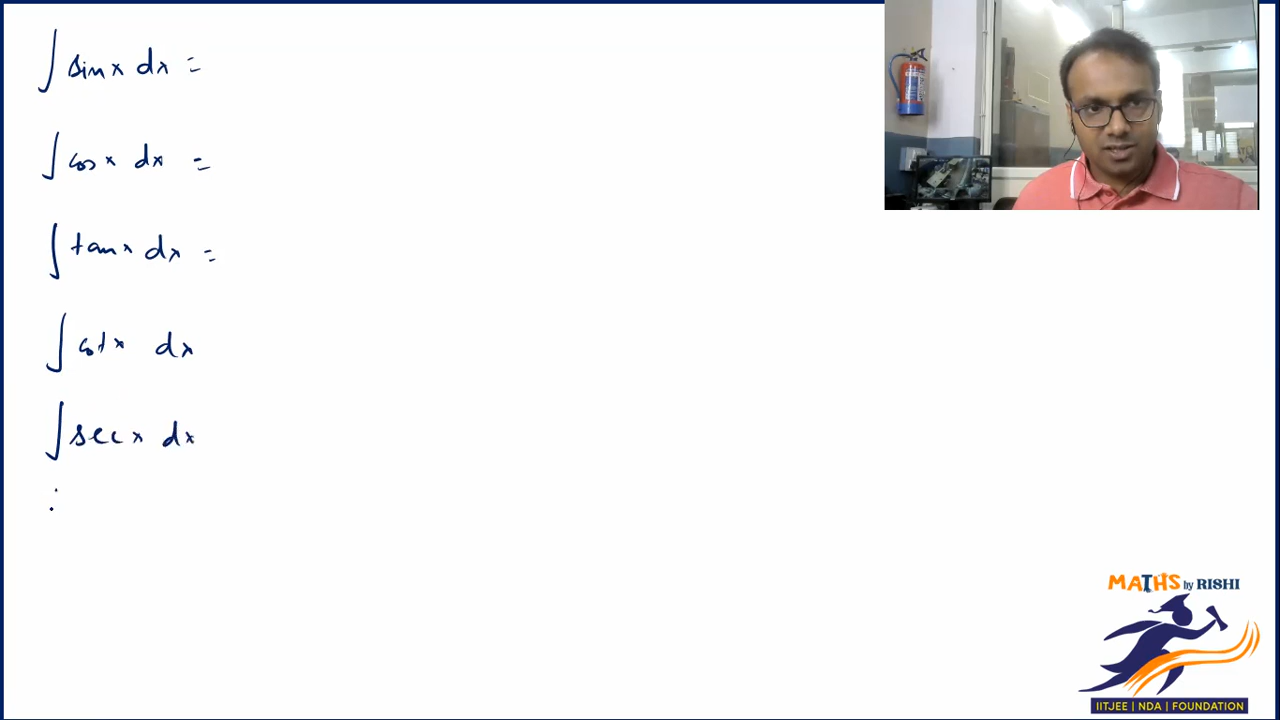 ∫ sin x dx =
∫ cos x dx =
∫ tan x dx =
∫ cot x dx
∫ sec x dx
:
MATHS by RISHI
IITJEE | NDA | FOUNDATION